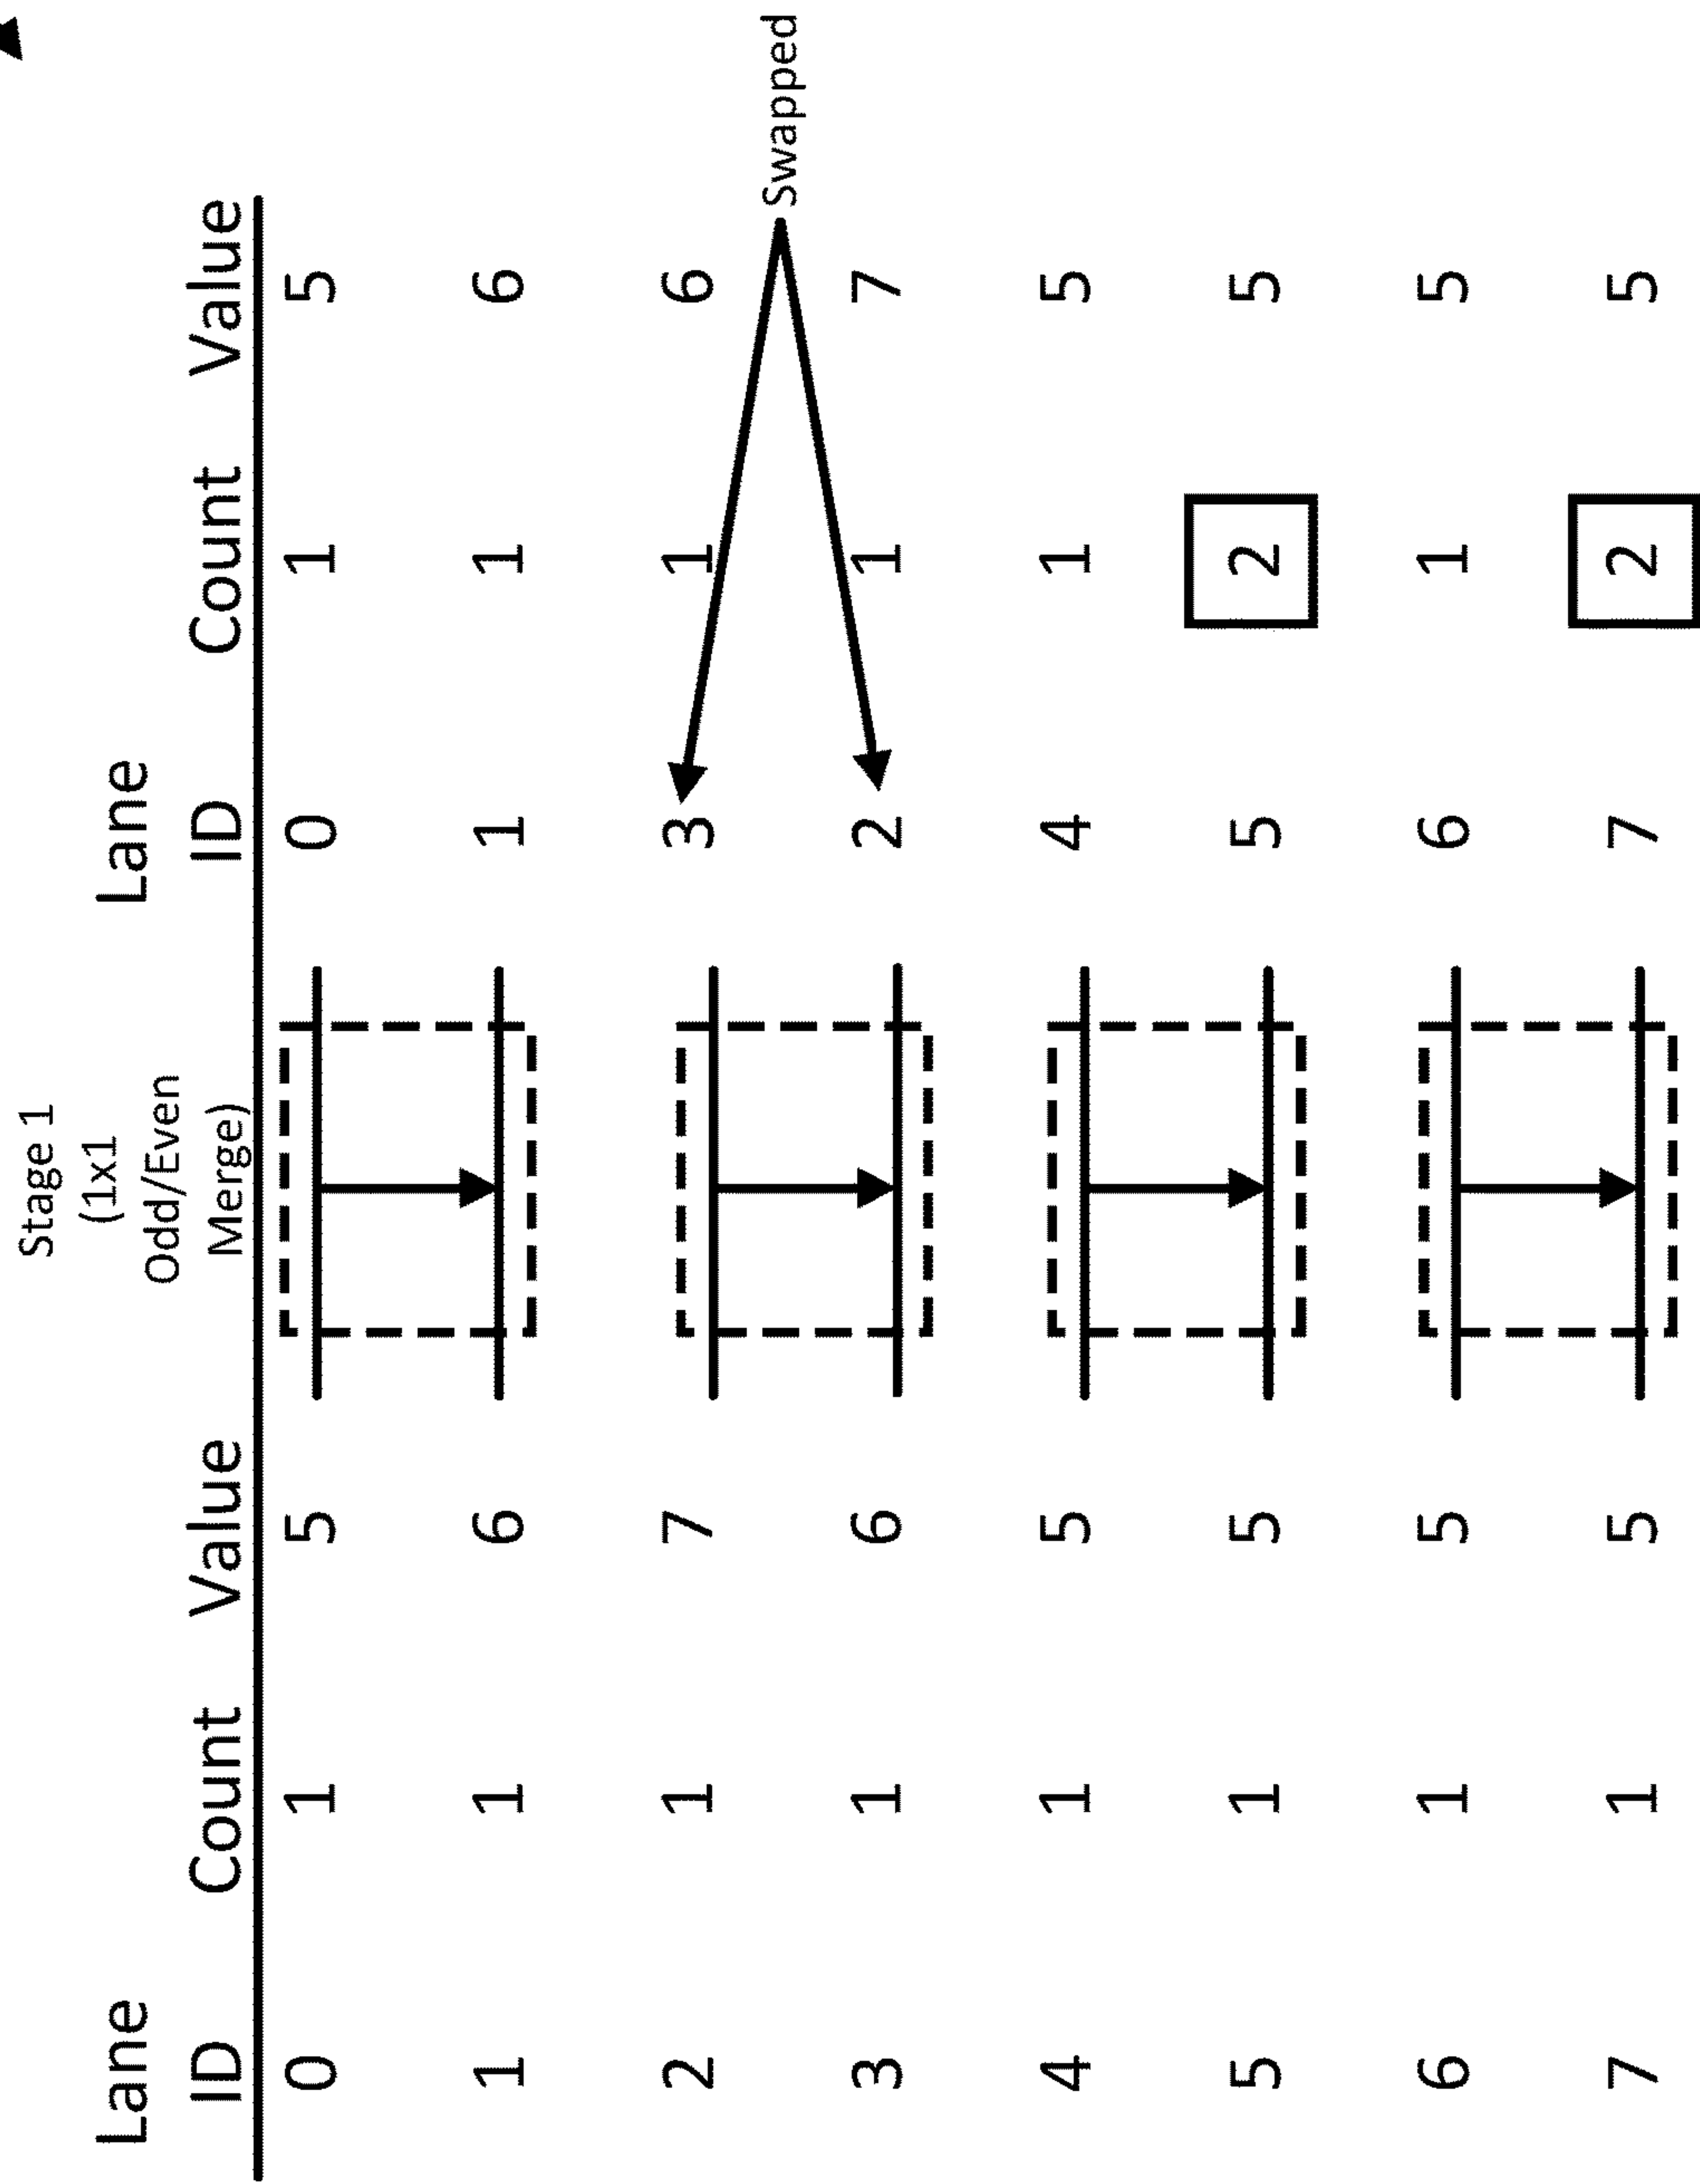 Stage 1
(1x1
Odd/Even
Merge)
Lane Lane
ID Count Value ID Count Value
0 1 5 0 1 5
1 1 6 1 1 6
2 1 7 3 1 6
Swapped
3 1 6 2 1 7
4 1 5 4 1 5
5 1 5 5 2 5
6 1 5 6 1 5
7 1 5 7 2 5